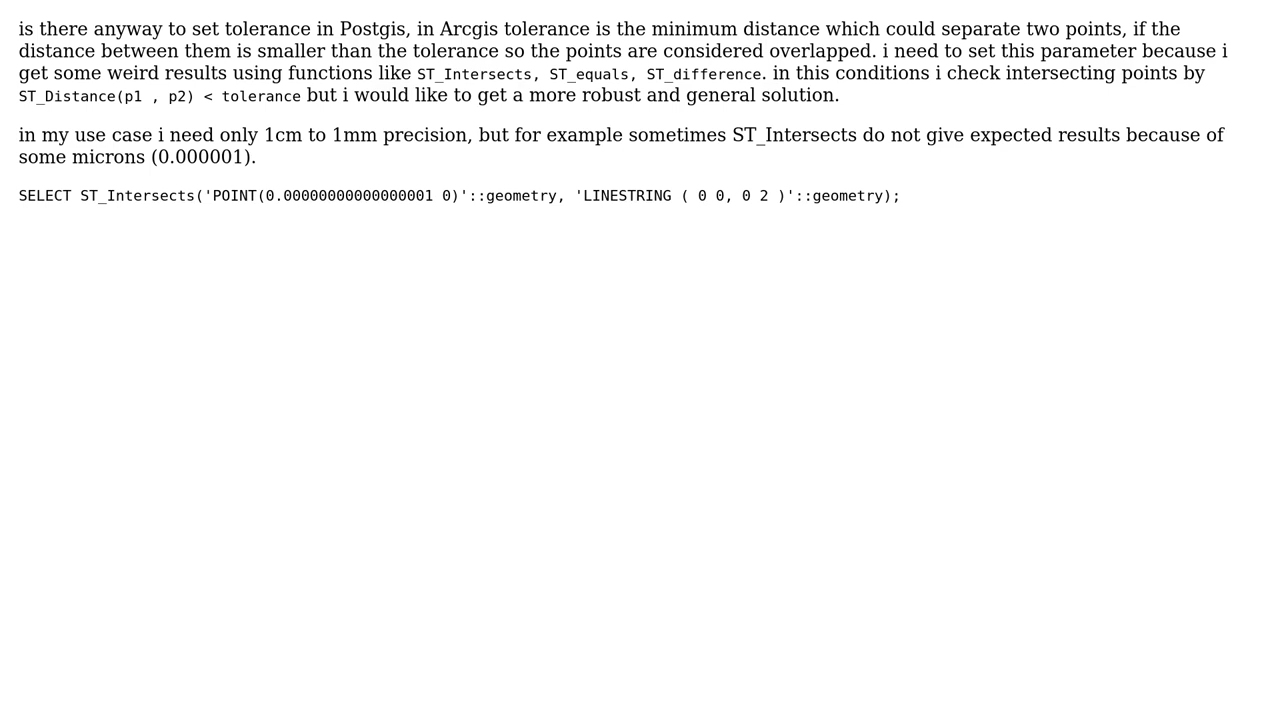 is there anyway to set tolerance in Postgis, in Arcgis tolerance is the minimum distance which could separate two points, if the
distance between them is smaller than the tolerance so the points are considered overlapped. i need to set this parameter because i
get some weird results using functions like ST_Intersects, ST_equals, ST_difference. in this conditions i check intersecting points by
ST_Distance(p1 , p2) < tolerance but i would like to get a more robust and general solution.
in my use case i need only 1cm to 1mm precision, but for example sometimes ST_Intersects do not give expected results because of
some microns (0.000001).
SELECT ST_Intersects('POINT(0.00000000000000001 0)'::geometry, 'LINESTRING ( 0 0, 0 2 )'::geometry);